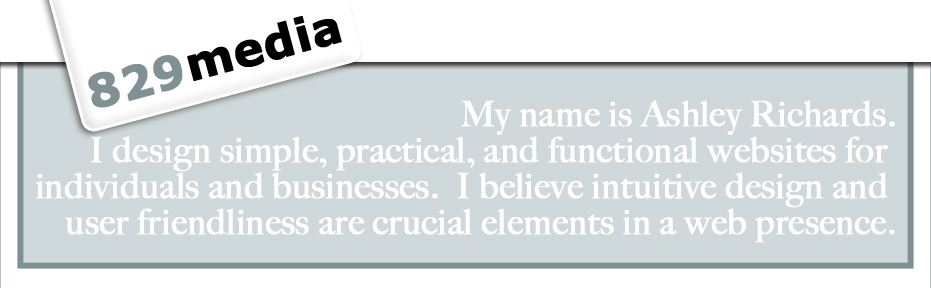 829media
My name is Ashley Richards.
I design simple, practical, and functional websites for
individuals and businesses.  I believe intuitive design and
user friendliness are crucial elements in a web presence.